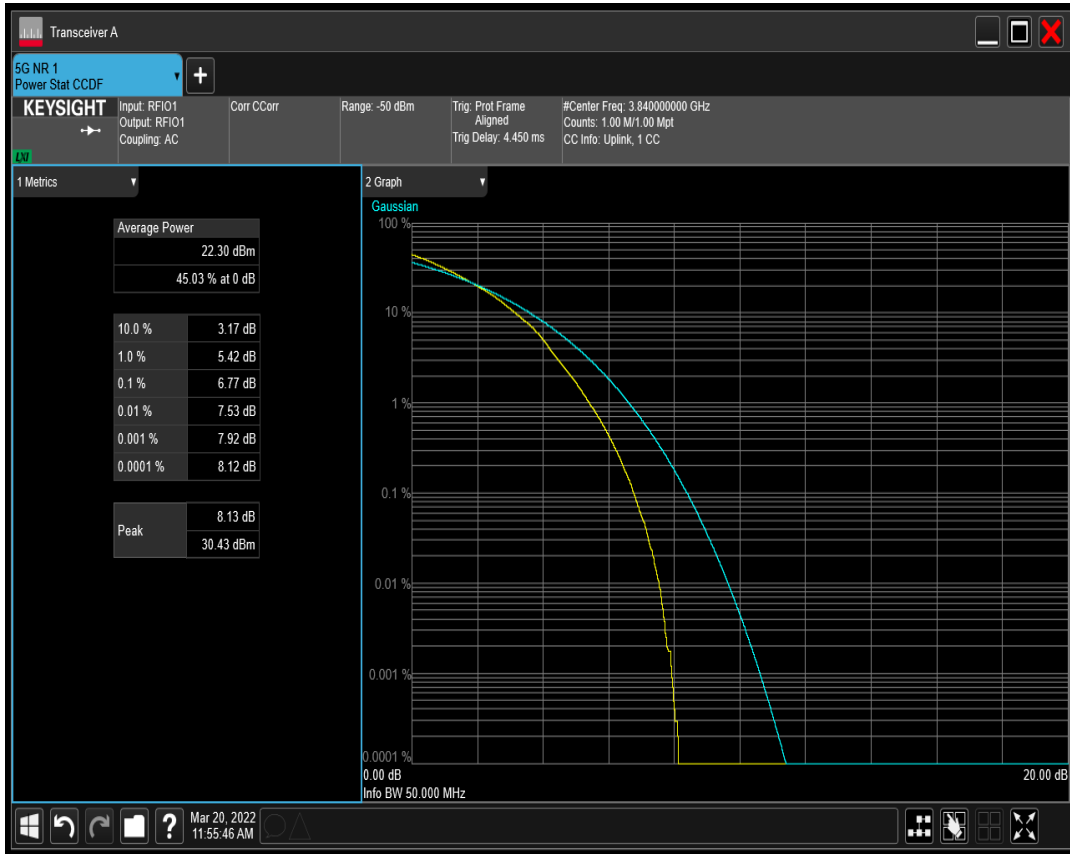 Transceiver A
5G NR 1
Power Stat CCDF
+
KEYSIGHT
LXI
Input: RFIO1
Output: RFIO1
Coupling: AC
Corr CCorr
Range: -50 dBm
Trig: Prot Frame
Aligned
Trig Delay: 4.450 ms
#Center Freq: 3.840000000 GHz
Counts: 1.00 M/1.00 Mpt
CC Info: Uplink, 1 CC
1 Metrics
Average Power
22.30 dBm
45.03 % at 0 dB
10.0 % 3.17 dB
1.0 % 5.42 dB
0.1 % 6.77 dB
0.01 % 7.53 dB
0.001 % 7.92 dB
0.0001 % 8.12 dB
Peak
8.13 dB
30.43 dBm
2 Graph
Gaussian
100 %
10 %
1 %
0.1 %
0.01 %
0.001 %
0.0001 %
0.00 dB 20.00 dB
Info BW 50.000 MHz
?
Mar 20, 2022
11:55:46 AM